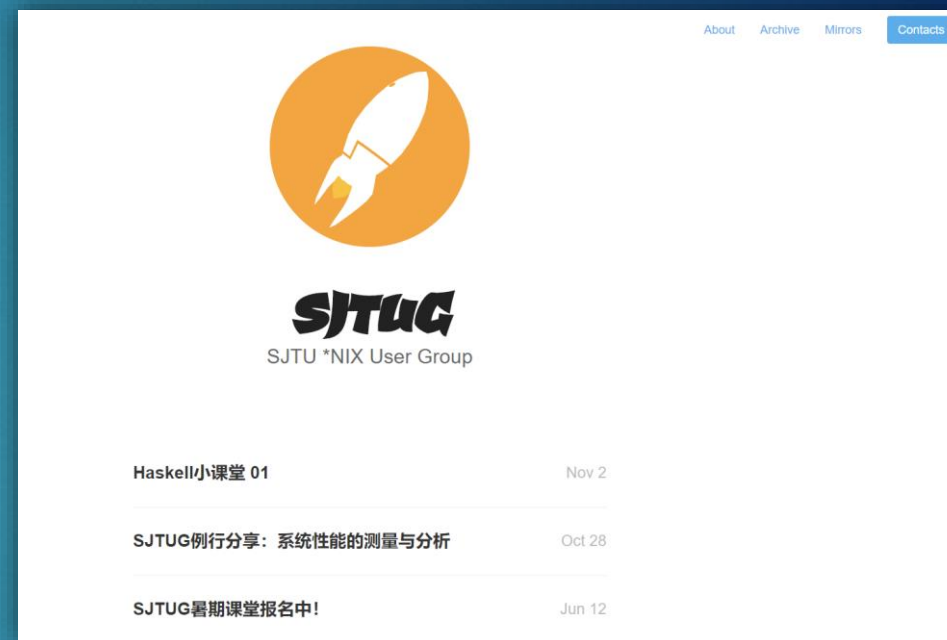 About Archive Mirrors Contacts
SJTUG
SJTU *NIX User Group
Haskell小课堂 01 Nov 2
SJTUG例行分享：系统性能的测量与分析 Oct 28
SJTUG暑期课堂报名中！ Jun 12